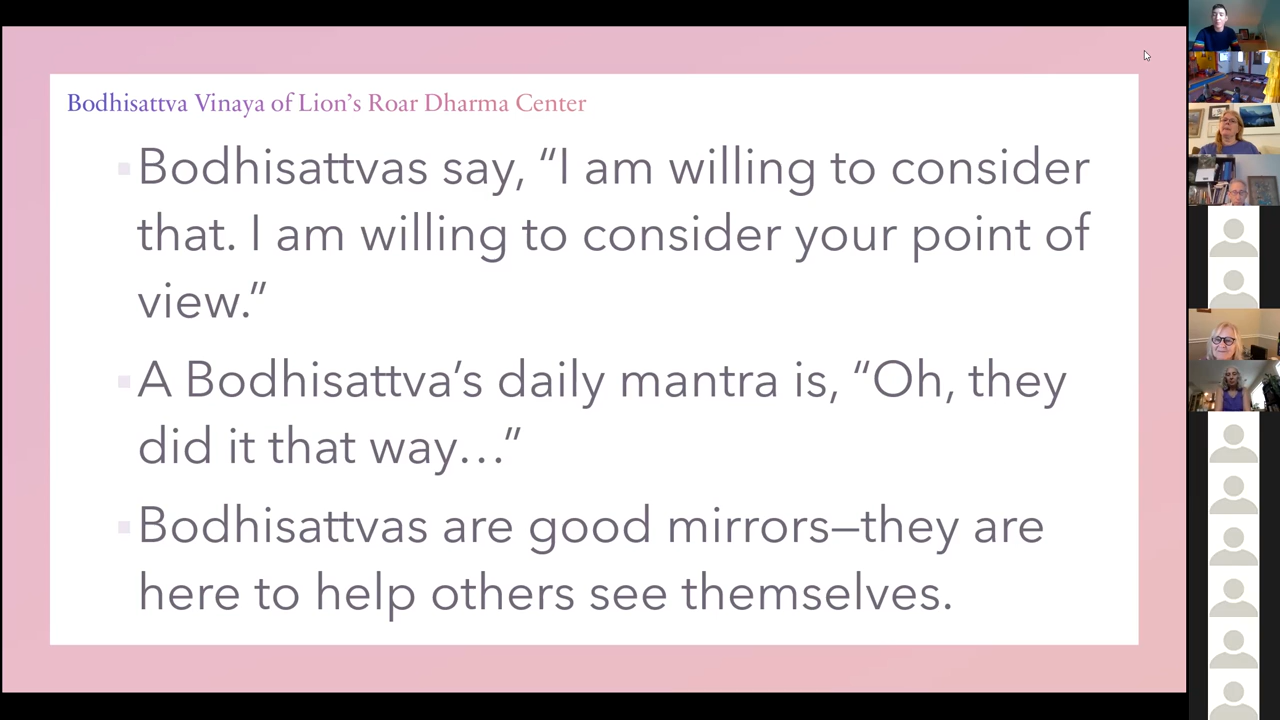 Bodhisattva Vinaya of Lion’s Roar Dharma Center
Bodhisattvas say, “I am willing to consider
that. I am willing to consider your point of
view.”
A Bodhisattva’s daily mantra is, “Oh, they
did it that way…”
Bodhisattvas are good mirrors—they are
here to help others see themselves.